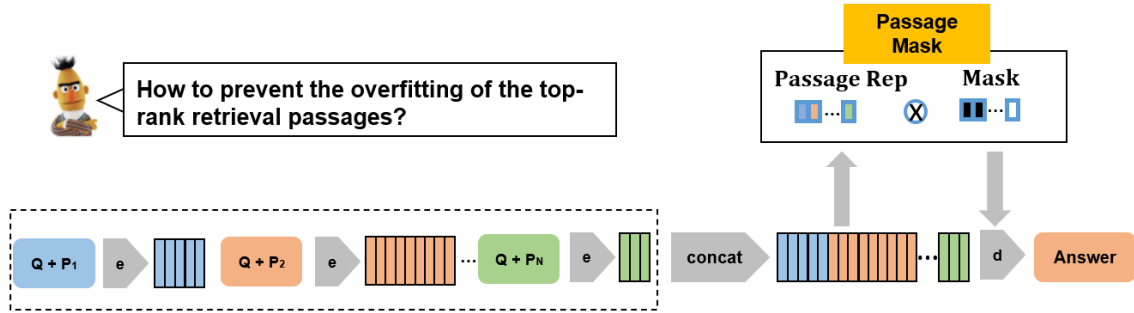 Passage
Mask
How to prevent the overfitting of the top-
rank retrieval passages?
Passage Rep
Mask
...
X
...
Q + P1
e
Q + P2
e
...
Q + PN
e
concat
...
d
Answer